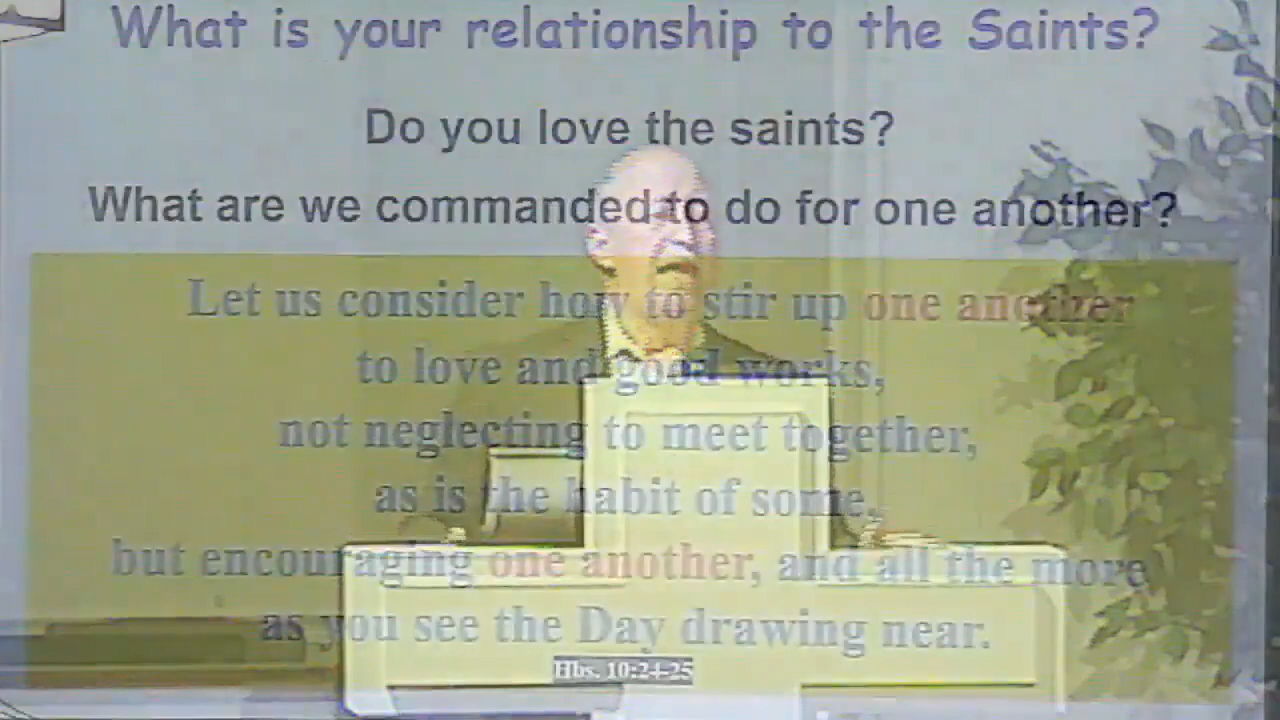 What is your relationship to the Saints?
Do you love the saints?
What are we commanded to do for one another?
Let us consider how to stir up one another
to love and good works,
not neglecting to meet together,
as is the habit of some,
but encouraging one another, and all the more
as you see the Day drawing near.
Hbs. 10:24-25